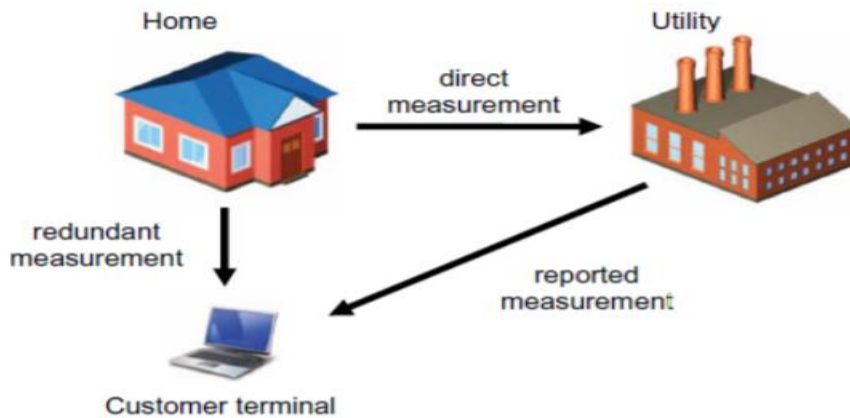 Home
Utility
direct
measurement
redundant
measurement
reported
measurement
Customer terminal